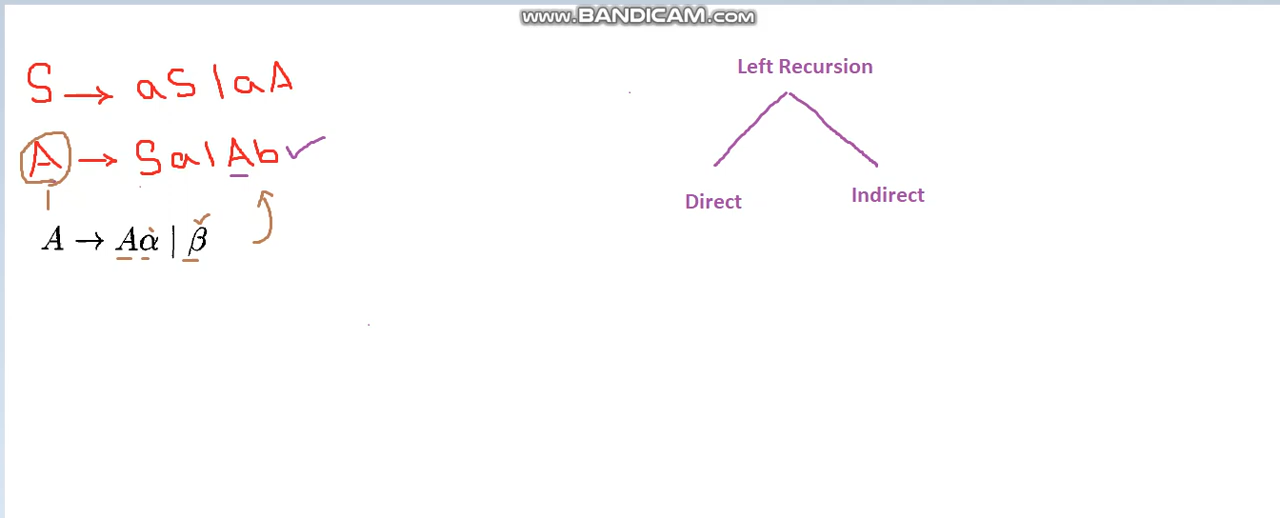 www.BANDICAM.com
S → aS | aA
A → Sa | Ab
A → Aα | β
Left Recursion
Direct
Indirect